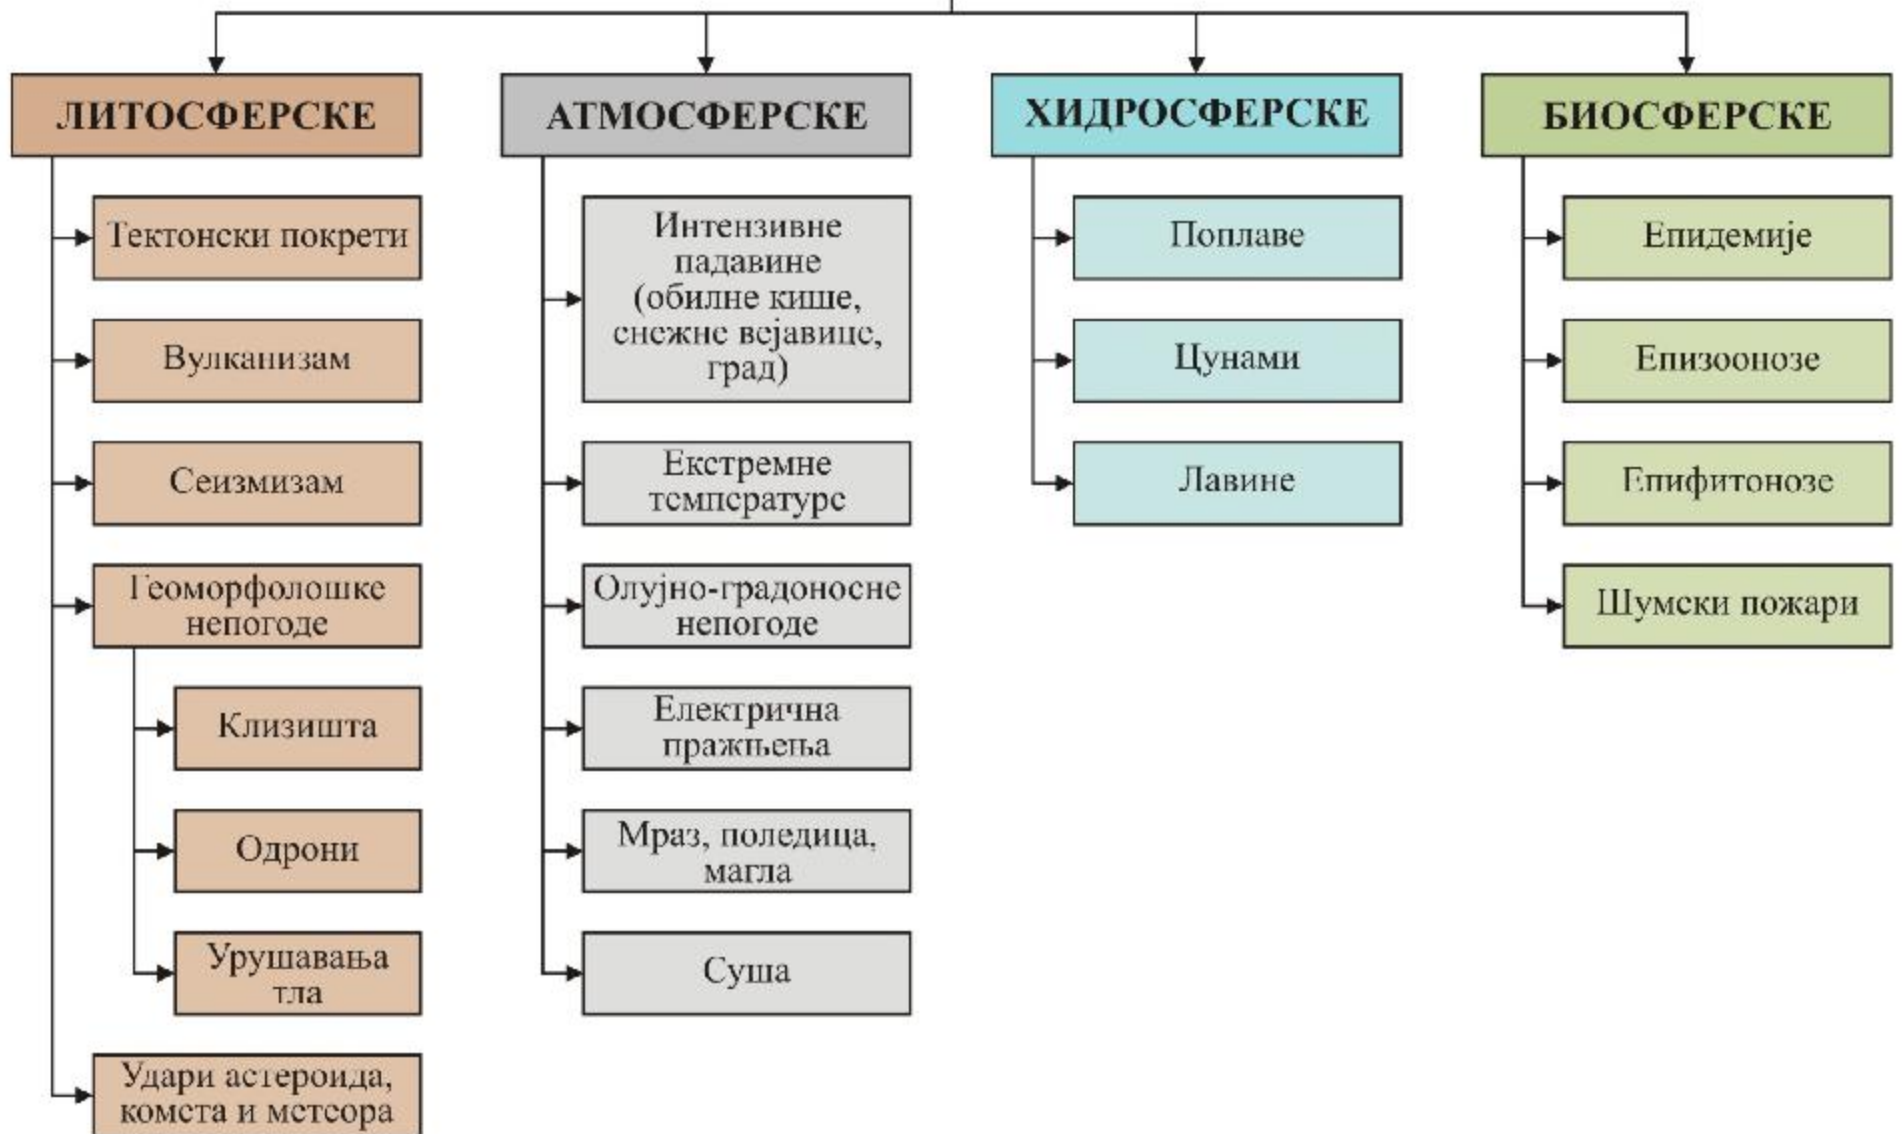 ЛИТОСФЕРСКЕ
Тектонски покрети
Вулканизам
Сеизмизам
Геоморфолошке
непогоде
Клизишта
Одрони
Урушавања
тла
Удари астероида,
комета и метеора
АТМОСФЕРСКЕ
Интензивне
падавине
(обилне кише,
снежне вејавице,
град)
Екстремне
температуре
Олујно-градоносне
непогоде
Електрична
пражњења
Мраз, поледица,
магла
Суша
ХИДРОСФЕРСКЕ
Поплаве
Цунами
Лавине
БИОСФЕРСКЕ
Епидемије
Епизоонозе
Епифитонозе
Шумски пожари